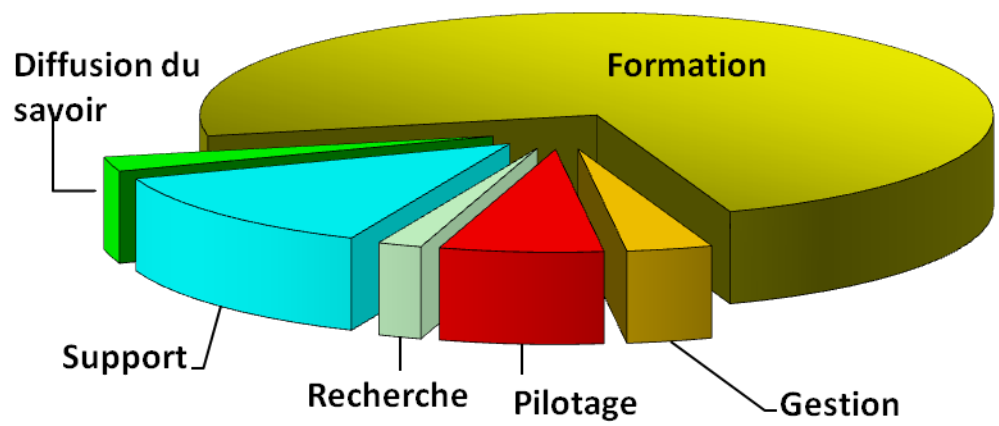 Diffusion du
savoir
Formation
Support
Recherche
Pilotage
Gestion